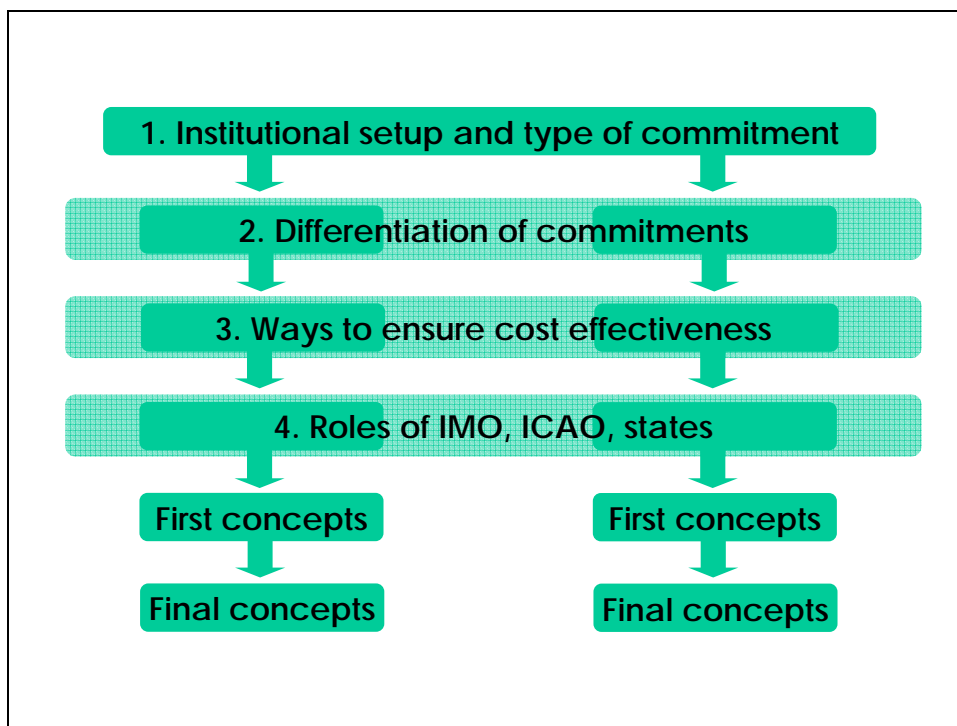 1. Institutional setup and type of commitment
2. Differentiation of commitments
3. Ways to ensure cost effectiveness
4. Roles of IMO, ICAO, states
First concepts
First concepts
Final concepts
Final concepts